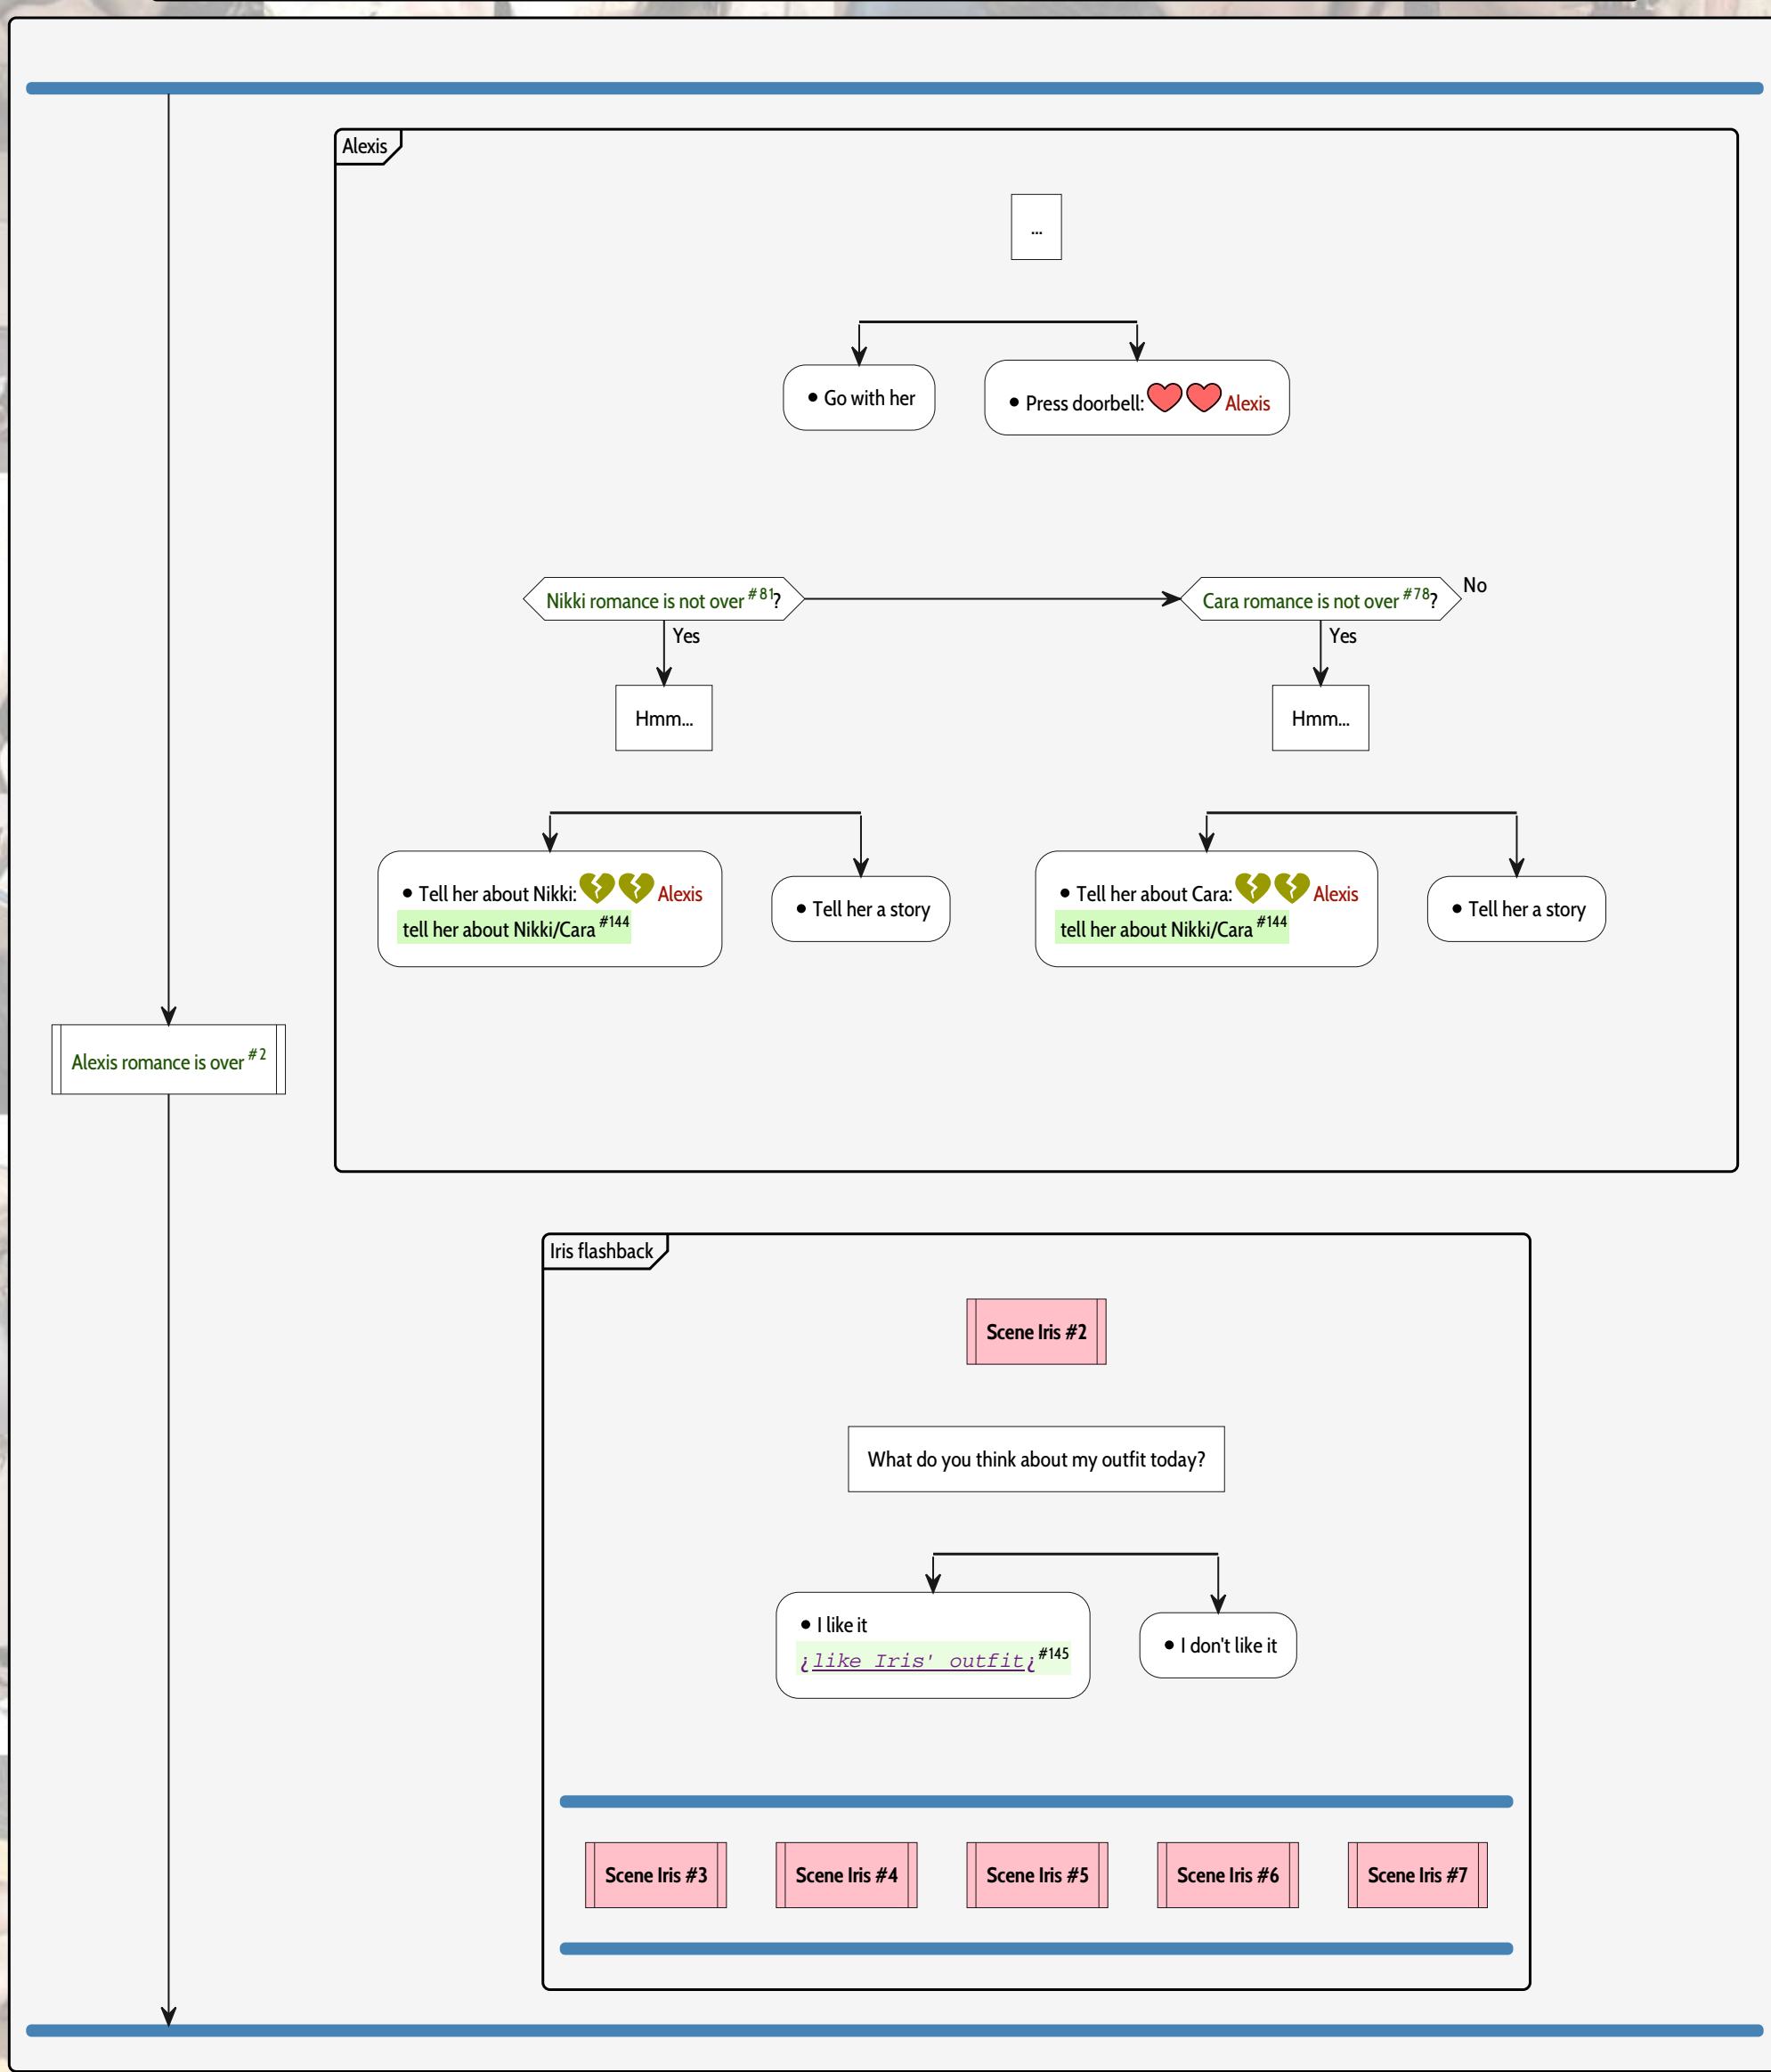 Alexis
...
• Go with her
• Press doorbell: Alexis
Nikki romance is not over #81?
Cara romance is not over #78?
No
Yes
Yes
Hmm...
Hmm...
• Tell her about Nikki: Alexis
tell her about Nikki/Cara #144
• Tell her a story
• Tell her about Cara: Alexis
tell her about Nikki/Cara #144
• Tell her a story
Alexis romance is over #2
Iris flashback
Scene Iris #2
What do you think about my outfit today?
• I like it
¿like Iris' outfit¿ #145
• I don't like it
Scene Iris #3
Scene Iris #4
Scene Iris #5
Scene Iris #6
Scene Iris #7